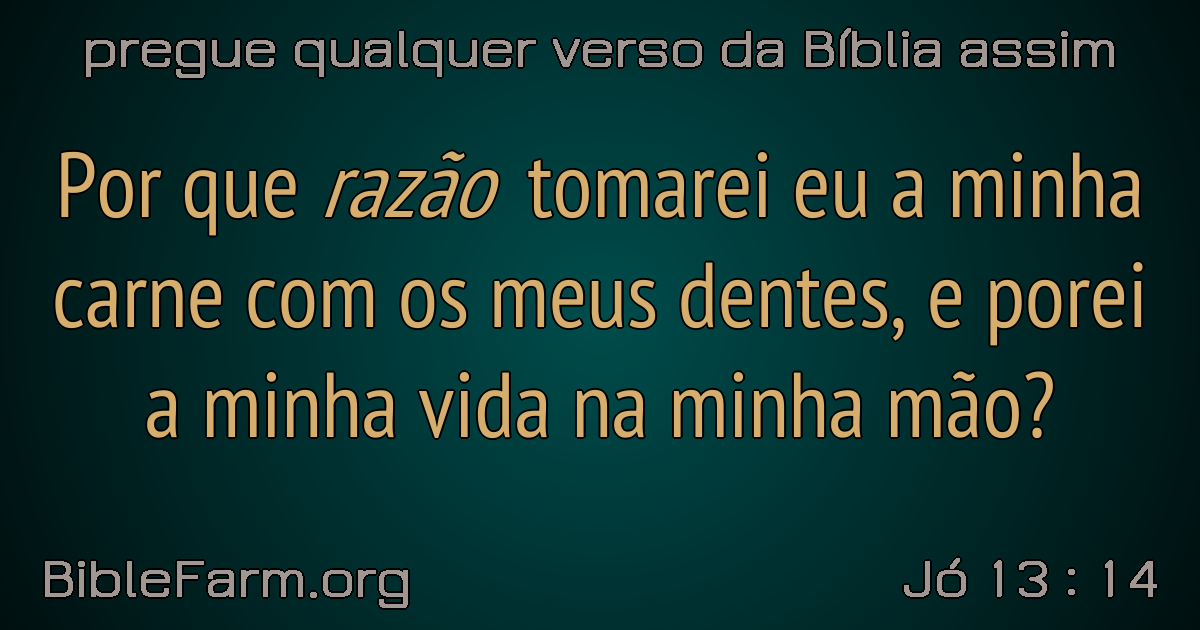 pregue qualquer verso da Bíblia assim
Por que razão tomarei eu a minha
carne com os meus dentes, e porei
a minha vida na minha mão?
BibleFarm.org
Jó 13 : 14